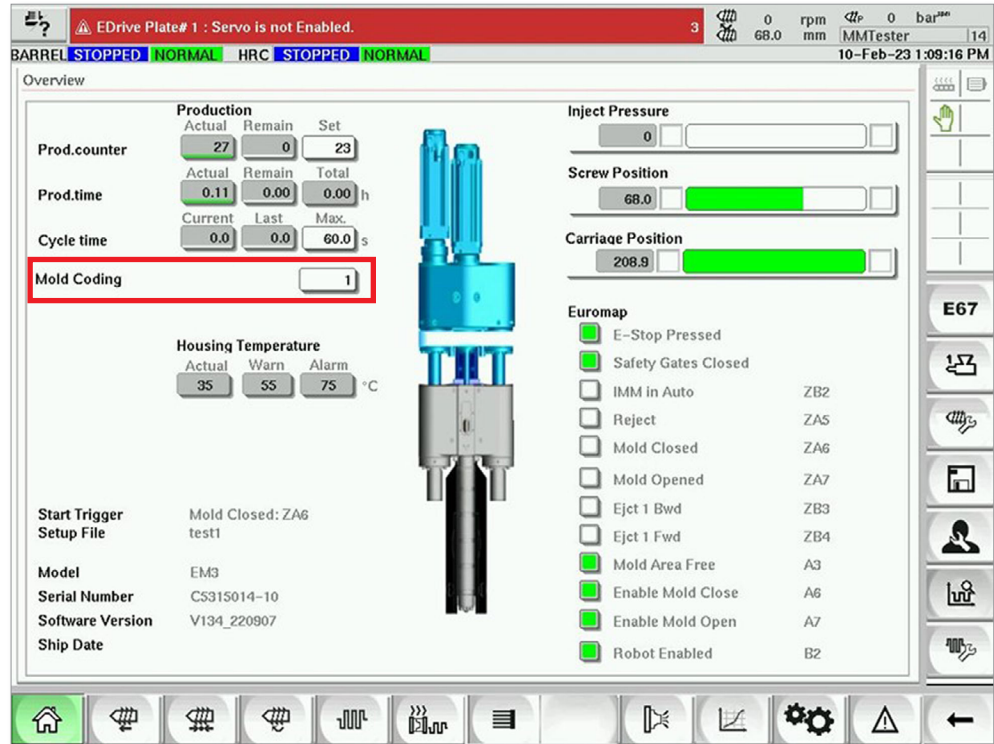 EDrive Plate# 1 : Servo is not Enabled. 3
0 rpm 0 bar
68.0 mm MMTester 14
BARREL STOPPED NORMAL HRC STOPPED NORMAL 10-Feb-23 1:09:16 PM
Overview
Production
Actual Remain Set
Prod.counter 27 0 23
Actual Remain Total
Prod.time 0.11 0.00 0.00 h
Current Last Max.
Cycle time 0.0 0.0 60.0 s
Mold Coding 1
Housing Temperature
Actual Warn Alarm
35 55 75 °C
Start Trigger Mold Closed: ZA6
Setup File test1
Model EM3
Serial Number C5315014-10
Software Version V134_220907
Ship Date
Inject Pressure
0
Screw Position
68.0
Carriage Position
208.9
Euromap
E-Stop Pressed
Safety Gates Closed
IMM in Auto ZB2
Reject ZA5
Mold Closed ZA6
Mold Opened ZA7
Ejct 1 Bwd ZB3
Ejct 1 Fwd ZB4
Mold Area Free A3
Enable Mold Close A6
Enable Mold Open A7
Robot Enabled B2
E67